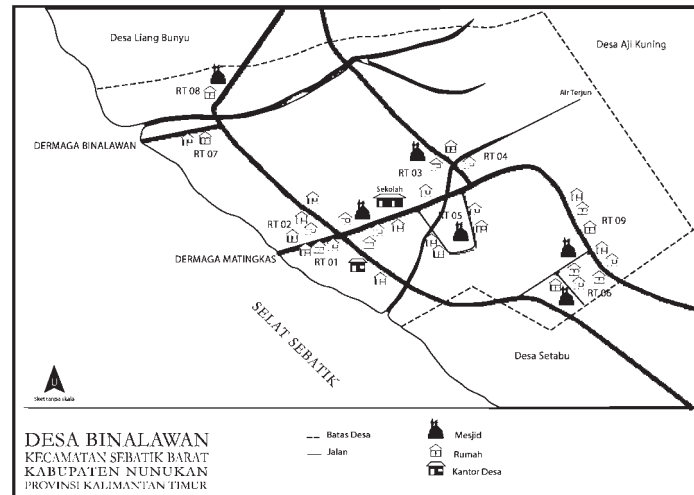 Desa Liang Bunyu
Desa Aji Kuning
RT 08
Air Terjun
DERMAGA BINALAWAN
RT 07
RT 03
RT 04
Sekolah
RT 02
RT 05
RT 09
DERMAGA MATINGKAS
RT 01
RT 06
SELAT SEBATIK
Desa Setabu
U
Sket tanpa skala
DESA BINALAWAN
KECAMATAN SEBATIK BARAT
KABUPATEN NUNUKAN
PROVINSI KALIMANTAN TIMUR
Batas Desa
Jalan
Mesjid
Rumah
Kantor Desa